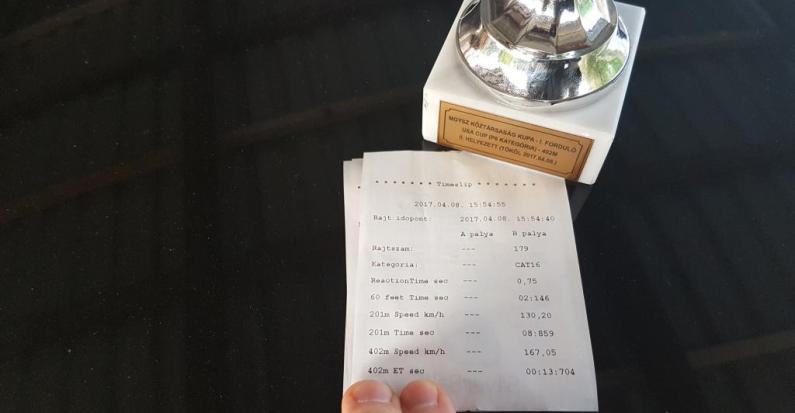 MGYSZ KÖZTÁRSASÁG KUPA - I. FORDULÓ
USA CUP (P6 KATEGÓRIA) - 402M
II. HELYEZETT (TÖKÖL 2017.04.08.)
* * * * * * * Timeslip * * * * * * *
2017.04.08. 15:54:55
Rajt idopont: 2017.04.08. 15:54:40
A palya B palya
Rajtszam: --- 179
Kategoria: --- CAT16
ReactionTime sec --- 0,75
60 feet Time sec --- 02:146
201m Speed km/h --- 130,20
201m Time sec --- 08:859
402m Speed km/h --- 167,05
402m ET sec --- 00:13:704